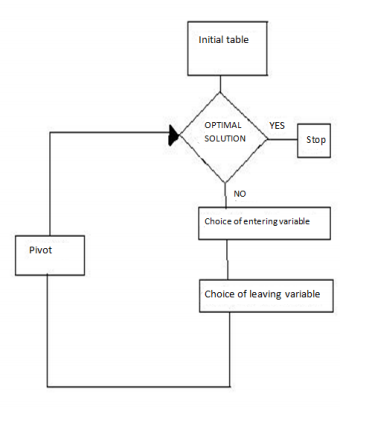 Initial table
OPTIMAL
SOLUTION
YES
Stop
NO
Choice of entering variable
Pivot
Choice of leaving variable